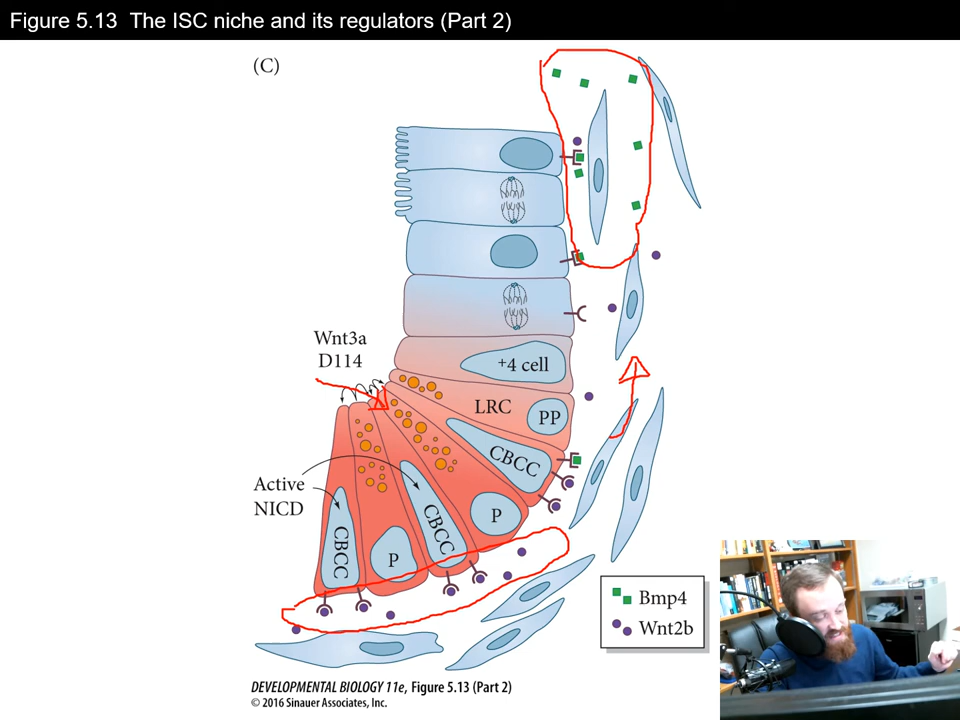 Figure 5.13 The ISC niche and its regulators (Part 2)
(C)
Wnt3a
D114
+4 cell
LRC
PP
CBCC
Active
NICD
CBCC
P
CBCC
P
Bmp4
Wnt2b
DEVELOPMENTAL BIOLOGY 11e, Figure 5.13 (Part 2)
© 2016 Sinauer Associates, Inc.